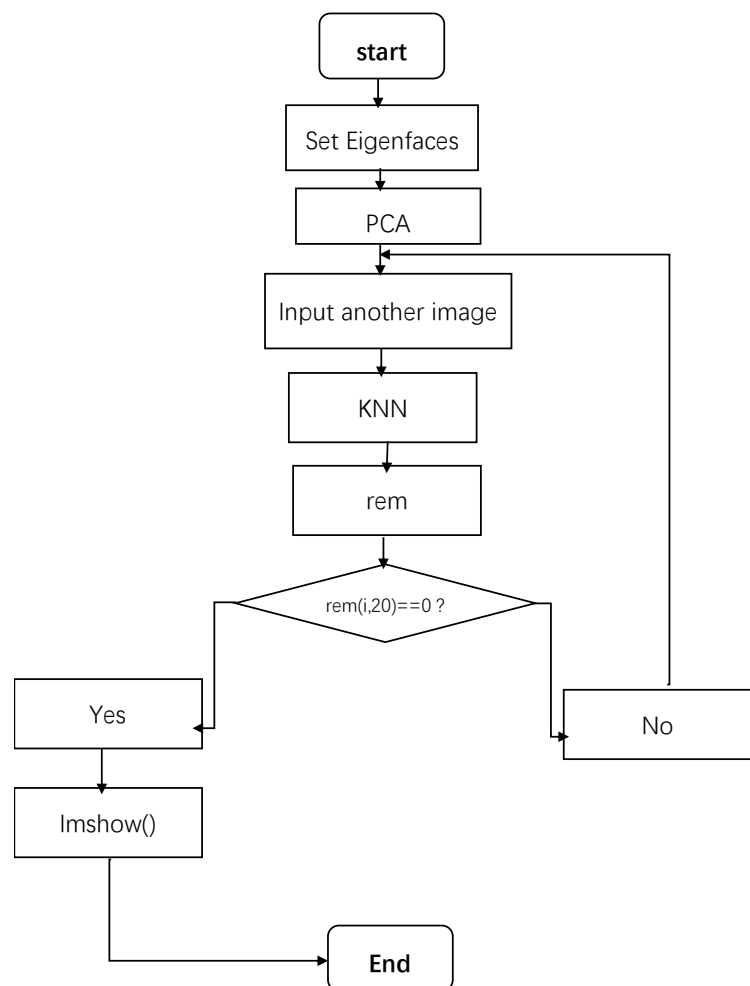 start
Set Eigenfaces
PCA
Input another image
KNN
rem
rem(i,20)==0 ?
Yes
No
Imshow()
End